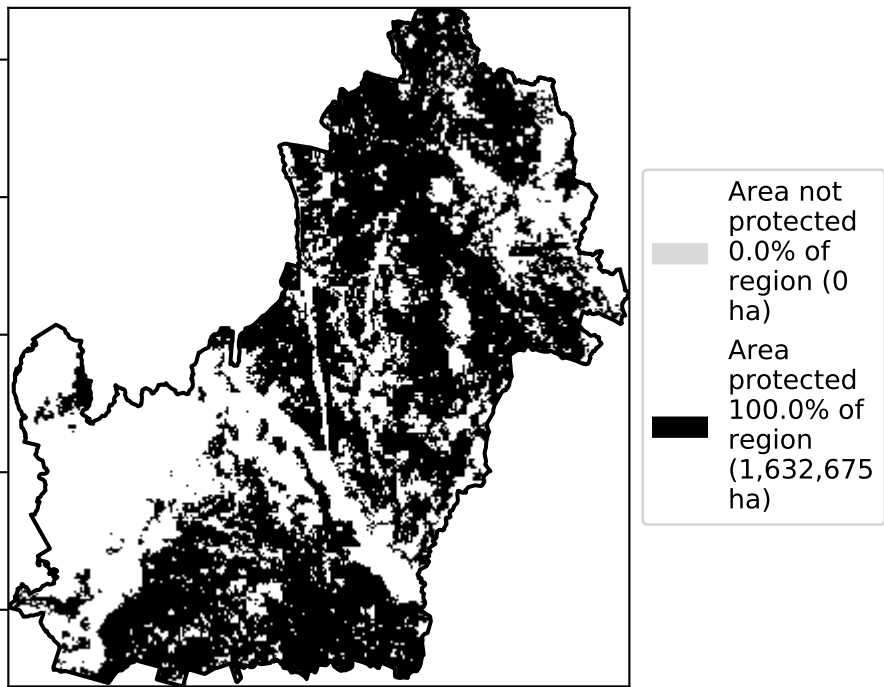 Area not
protected
0.0% of
region (0
ha)
Area
protected
100.0% of
region
(1,632,675
ha)